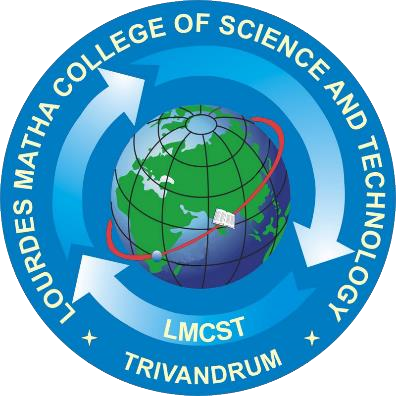 LOURDES MATHA COLLEGE OF SCIENCE AND TECHNOLOGY
LMCST
TRIVANDRUM